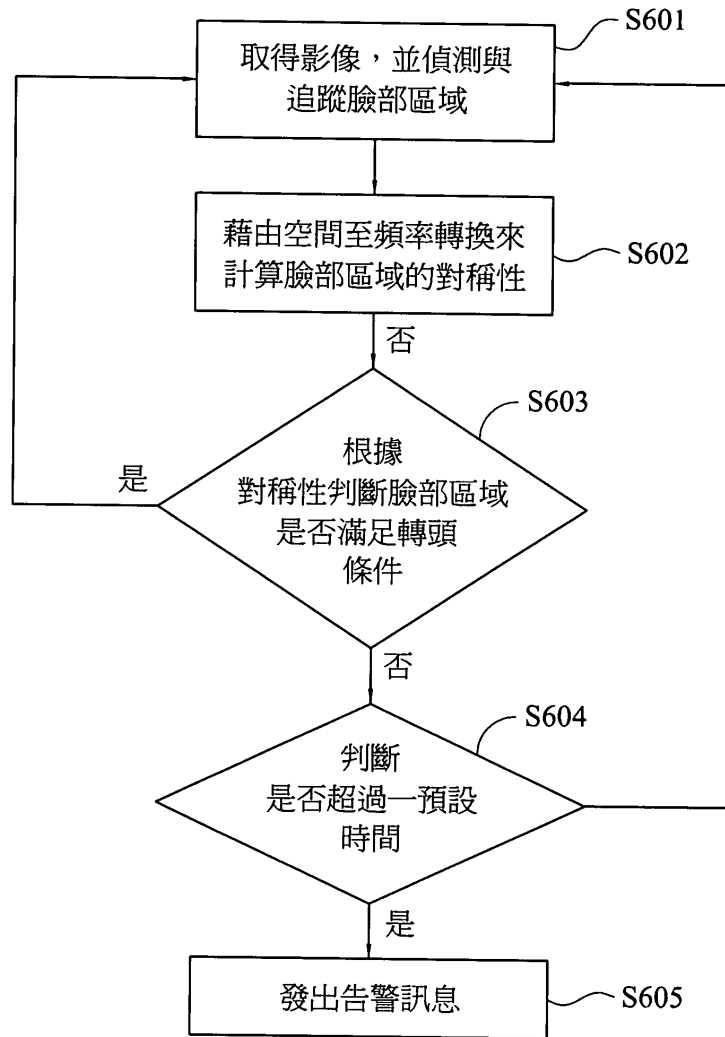 S601
取得影像，並偵測與
追蹤臉部區域
藉由空間至頻率轉換來
計算臉部區域的對稱性
S602
否
S603
根據
對稱性判斷臉部區域
是否滿足轉頭
條件
是
否
S604
判斷
是否超過一預設
時間
是
發出告警訊息
S605